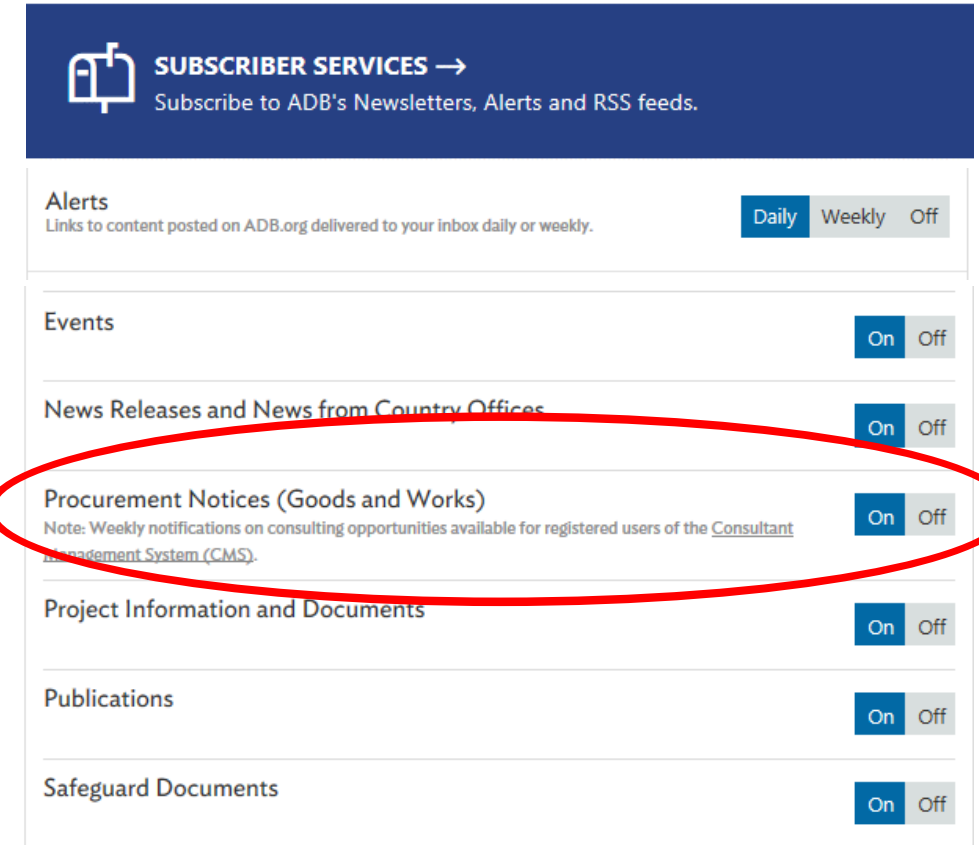 SUBSCRIBER SERVICES →
Subscribe to ADB's Newsletters, Alerts and RSS feeds.
Alerts
Links to content posted on ADB.org delivered to your inbox daily or weekly.
Daily Weekly Off
Events
On Off
News Releases and News from Country Offices
On Off
Procurement Notices (Goods and Works)
Note: Weekly notifications on consulting opportunities available for registered users of the Consultant
Management System (CMS).
On Off
Project Information and Documents
On Off
Publications
On Off
Safeguard Documents
On Off